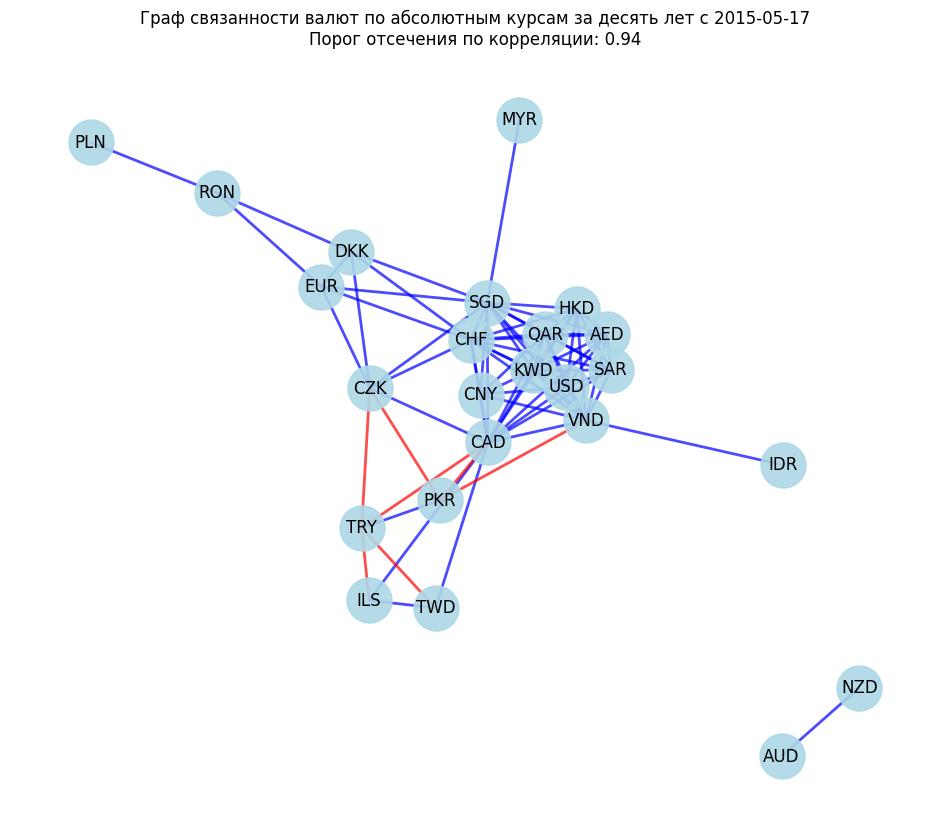 Граф связанности валют по абсолютным курсам за десять лет с 2015-05-17
Порог отсечения по корреляции: 0.94
MYR
PLN
RON
DKK
EUR
SGD
HKD
CHF
QAR
AED
KWD
SAR
CZK
CNY
USD
VND
CAD
IDR
PKR
TRY
ILS
TWD
NZD
AUD